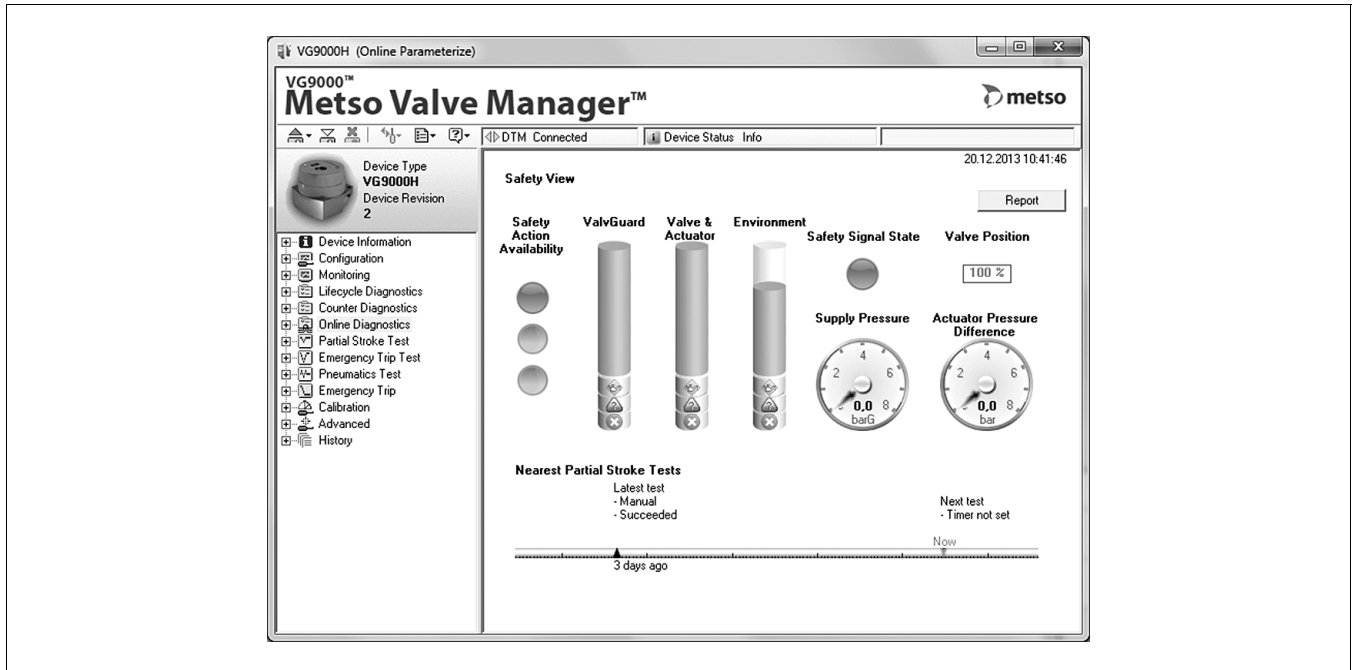 VG9000H (Online Parameterize)
VG9000™
Metso Valve Manager™
metso
DTM Connected
Device Status Info
Device Type
VG9000H
Device Revision
2
20.12.2013 10:41:46
Safety View
Report
Device Information
Configuration
Monitoring
Lifecycle Diagnostics
Counter Diagnostics
Online Diagnostics
Partial Stroke Test
Emergency Trip Test
Pneumatics Test
Emergency Trip
Calibration
Advanced
History
Safety
Action
Availability
ValvGuard
Valve &
Actuator
Environment
Safety Signal State
Valve Position
100 %
Supply Pressure
2 4 6 8
0,0
barG
Actuator Pressure
Difference
2 4 6 8
0,0
bar
Nearest Partial Stroke Tests
Latest test
- Manual
- Succeeded
Next test
- Timer not set
Now
3 days ago